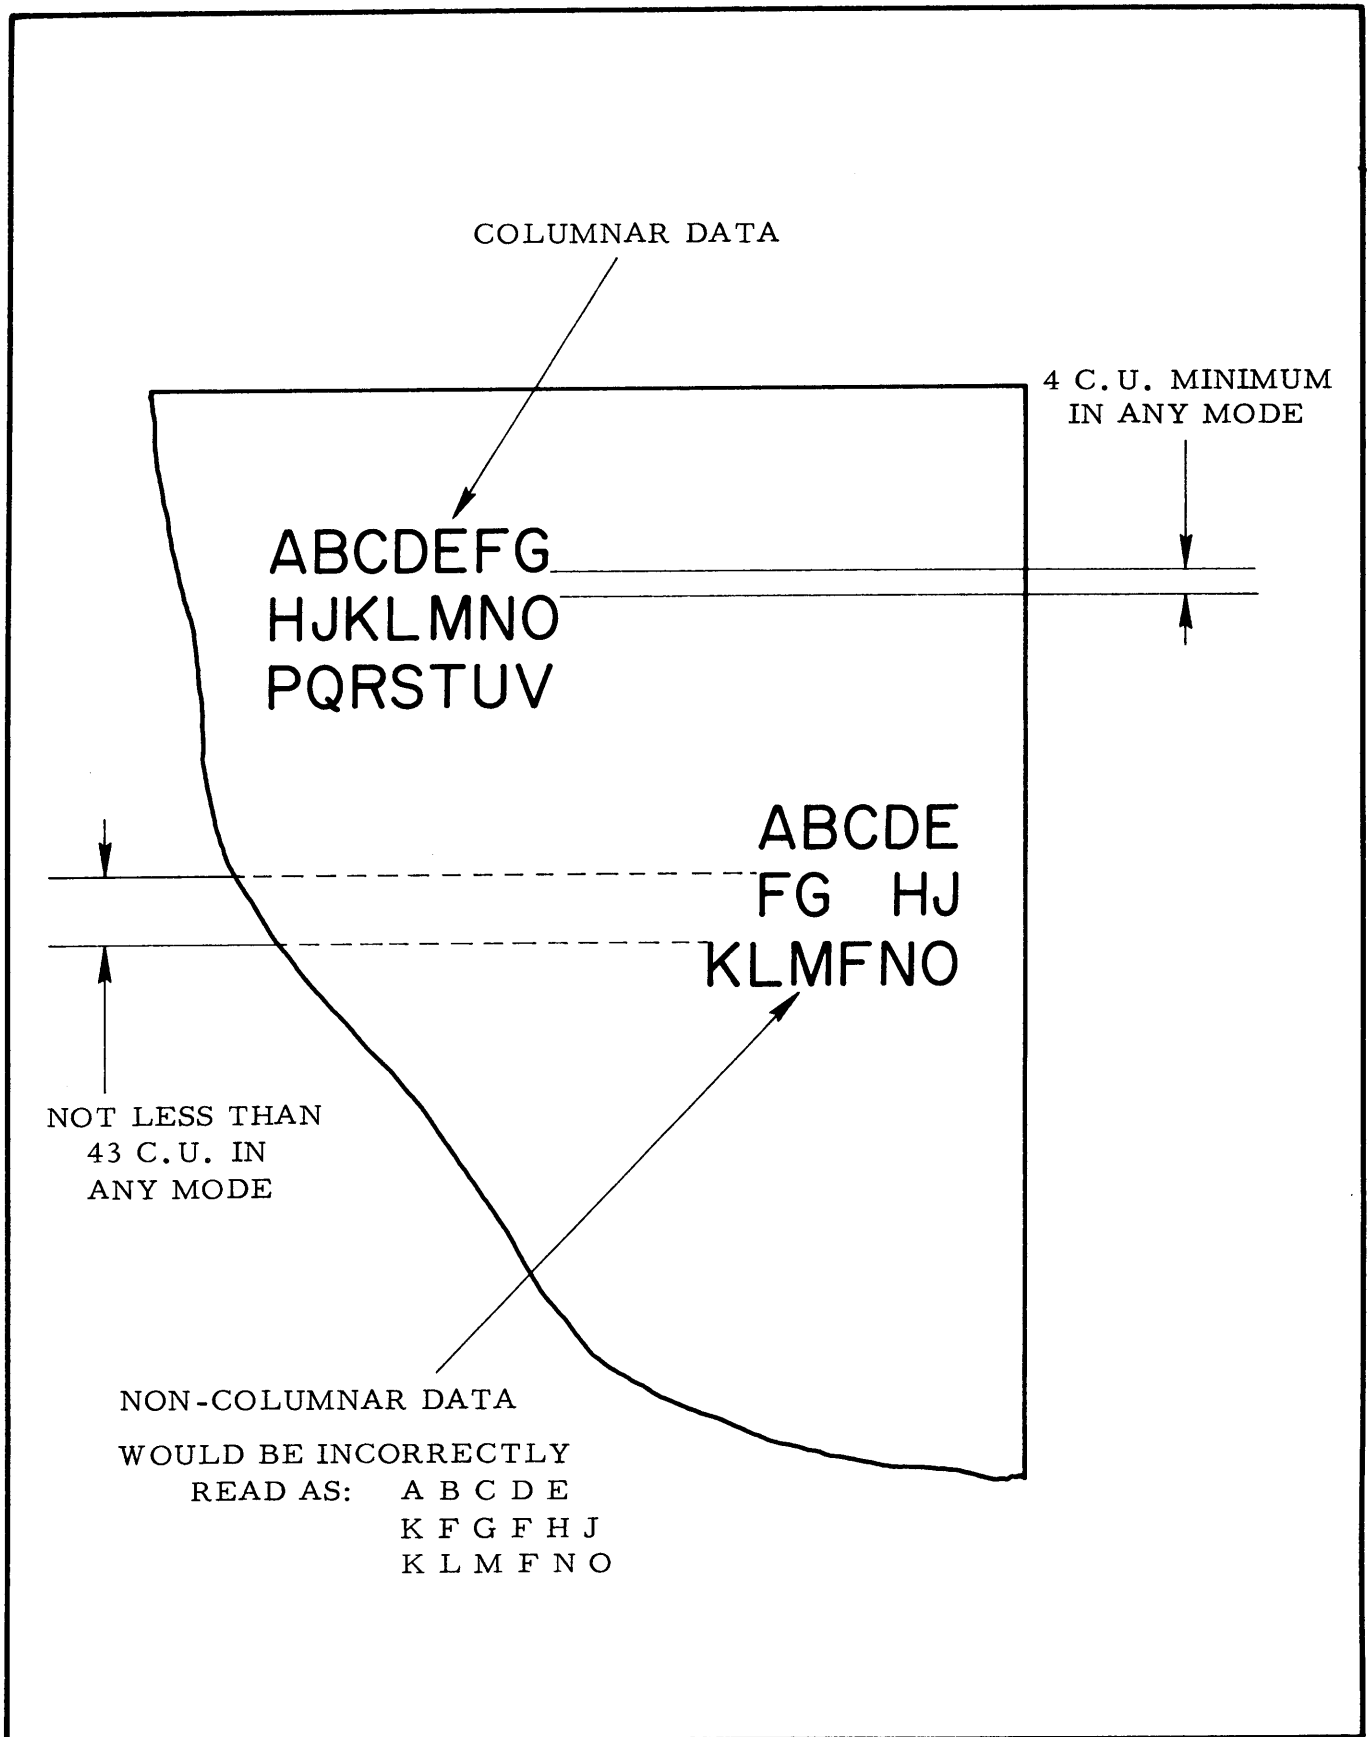 COLUMNAR DATA
4 C.U. MINIMUM
IN ANY MODE
ABCDEFG
HJKLMNO
PQRSTUV
ABCDE
FG HJ
KLMFNO
NOT LESS THAN
43 C.U. IN
ANY MODE
NON-COLUMNAR DATA
WOULD BE INCORRECTLY
READ AS: A B C D E
K F G F H J
K L M F N O